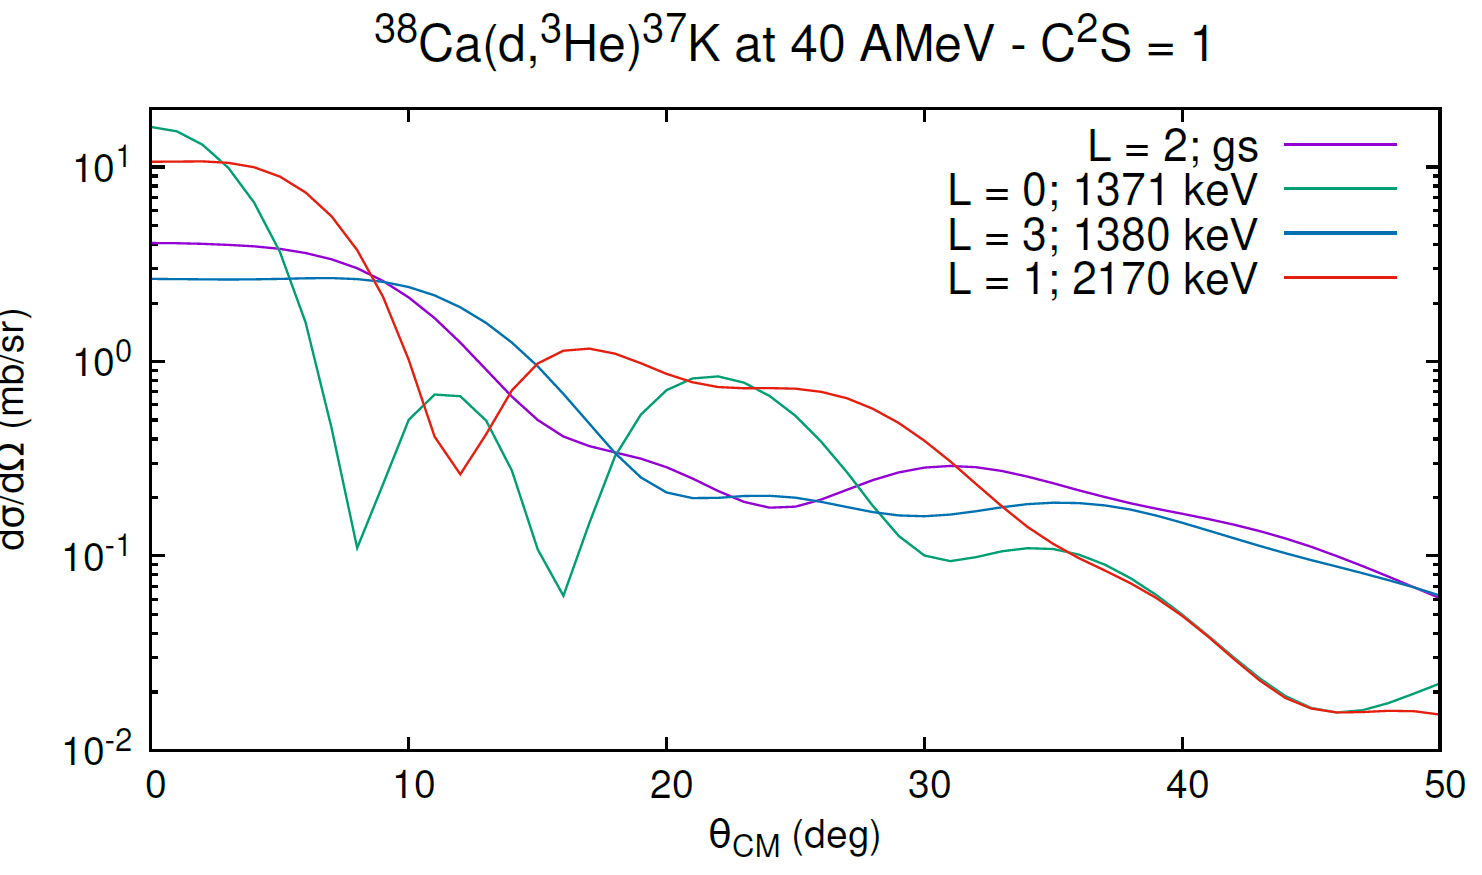 ³⁸Ca(d,³He)³⁷K at 40 AMeV - C²S = 1
L = 2; gs
L = 0; 1371 keV
L = 3; 1380 keV
L = 1; 2170 keV
dσ/dΩ (mb/sr)
10¹
10⁰
10⁻¹
10⁻²
0 10 20 30 40 50
θCM (deg)